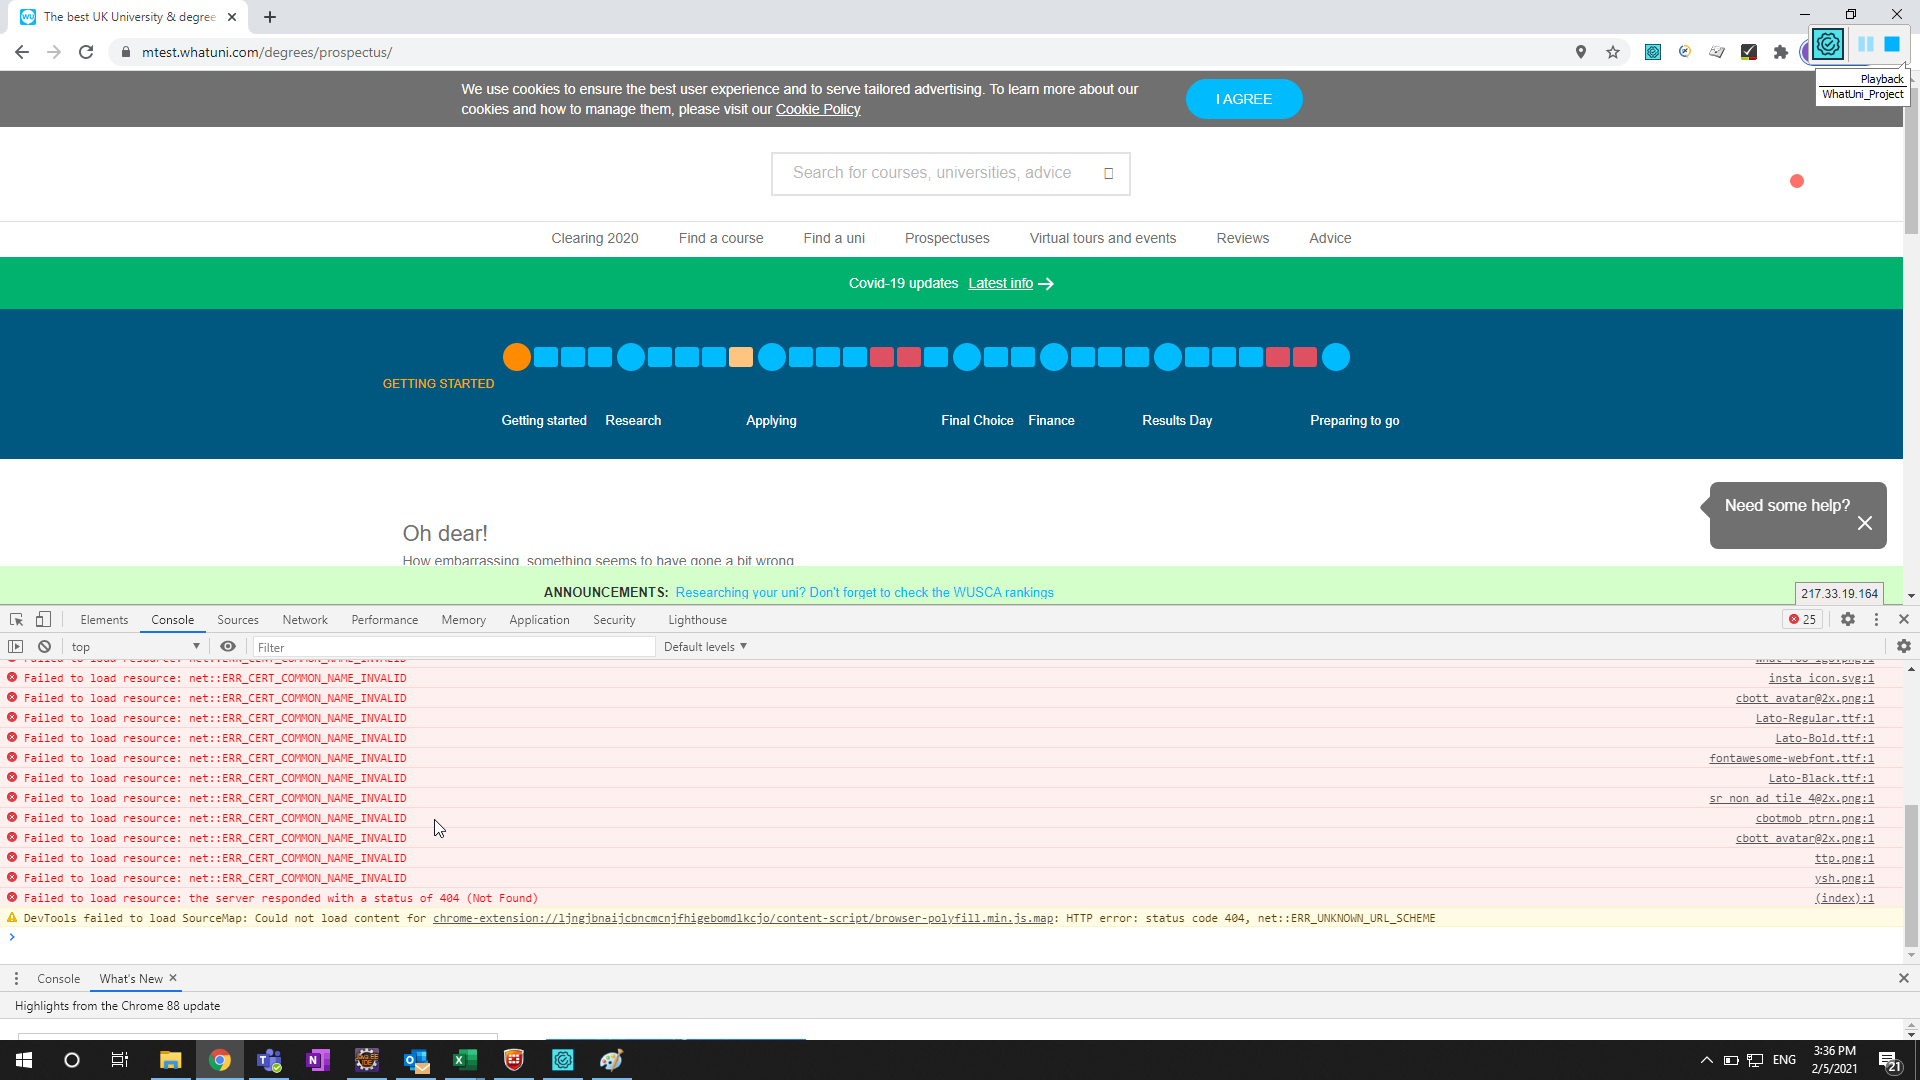 The best UK University & degree
mtest.whatuni.com/degrees/prospectus/
Playback
WhatUni_Project
We use cookies to ensure the best user experience and to serve tailored advertising. To learn more about our
cookies and how to manage them, please visit our Cookie Policy
I AGREE
Search for courses, universities, advice
Clearing 2020 Find a course Find a uni Prospectuses Virtual tours and events Reviews Advice
Covid-19 updates Latest info
GETTING STARTED
Getting started Research Applying Final Choice Finance Results Day Preparing to go
Need some help?
Oh dear!
How embarrassing, something seems to have gone a bit wrong
ANNOUNCEMENTS: Researching your uni? Don't forget to check the WUSCA rankings
217.33.19.164
Elements Console Sources Network Performance Memory Application Security Lighthouse 25
top Filter Default levels
Failed to load resource: net::ERR_CERT_COMMON_NAME_INVALID
Failed to load resource: net::ERR_CERT_COMMON_NAME_INVALID insta_icon.svg:1
Failed to load resource: net::ERR_CERT_COMMON_NAME_INVALID cbott_avatar@2x.png:1
Failed to load resource: net::ERR_CERT_COMMON_NAME_INVALID Lato-Regular.ttf:1
Failed to load resource: net::ERR_CERT_COMMON_NAME_INVALID Lato-Bold.ttf:1
Failed to load resource: net::ERR_CERT_COMMON_NAME_INVALID fontawesome-webfont.ttf:1
Failed to load resource: net::ERR_CERT_COMMON_NAME_INVALID Lato-Black.ttf:1
Failed to load resource: net::ERR_CERT_COMMON_NAME_INVALID sr_non_ad_tile_4@2x.png:1
Failed to load resource: net::ERR_CERT_COMMON_NAME_INVALID cbotmob_ptrn.png:1
Failed to load resource: net::ERR_CERT_COMMON_NAME_INVALID cbott_avatar@2x.png:1
Failed to load resource: net::ERR_CERT_COMMON_NAME_INVALID ttp.png:1
Failed to load resource: net::ERR_CERT_COMMON_NAME_INVALID ysh.png:1
Failed to load resource: the server responded with a status of 404 (Not Found) (index):1
DevTools failed to load SourceMap: Could not load content for chrome-extension://ljngjbnaijcbncmcnjfhigebomdlkcjo/content-script/browser-polyfill.min.js.map: HTTP error: status code 404, net::ERR_UNKNOWN_URL_SCHEME
Console What's New
Highlights from the Chrome 88 update
ENG
3:36 PM
2/5/2021
21